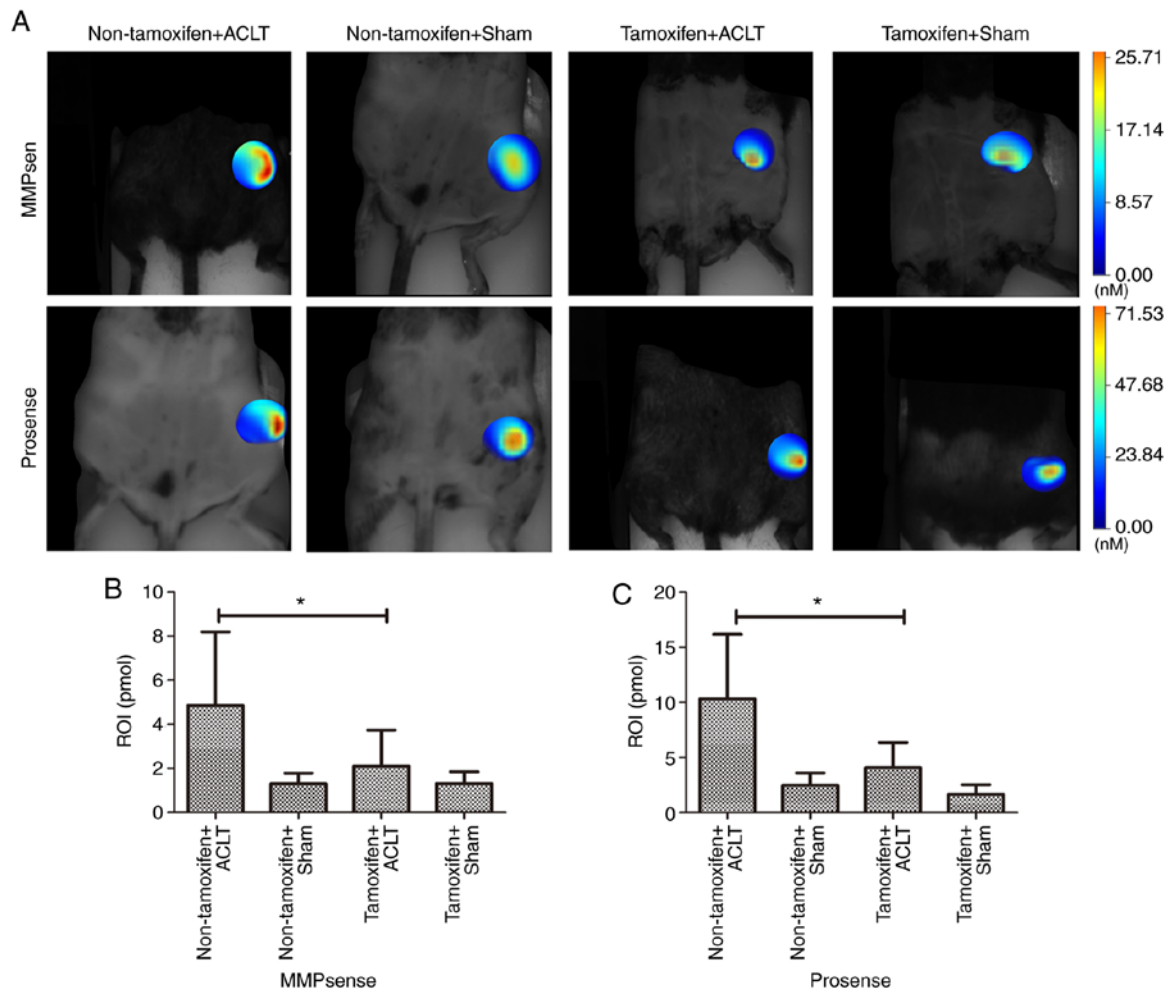 A
Non-tamoxifen+ACLT
Non-tamoxifen+Sham
Tamoxifen+ACLT
Tamoxifen+Sham
MMPsen
25.71
17.14
8.57
0.00
(nM)
Prosense
71.53
47.68
23.84
0.00
(nM)
B
ROI (pmol)
10
8
6
4
2
0
*
Non-tamoxifen+
ACLT
Non-tamoxifen+
Sham
Tamoxifen+
ACLT
Tamoxifen+
Sham
MMPsense
C
ROI (pmol)
20
15
10
5
0
*
Non-tamoxifen+
ACLT
Non-tamoxifen+
Sham
Tamoxifen+
ACLT
Tamoxifen+
Sham
Prosense